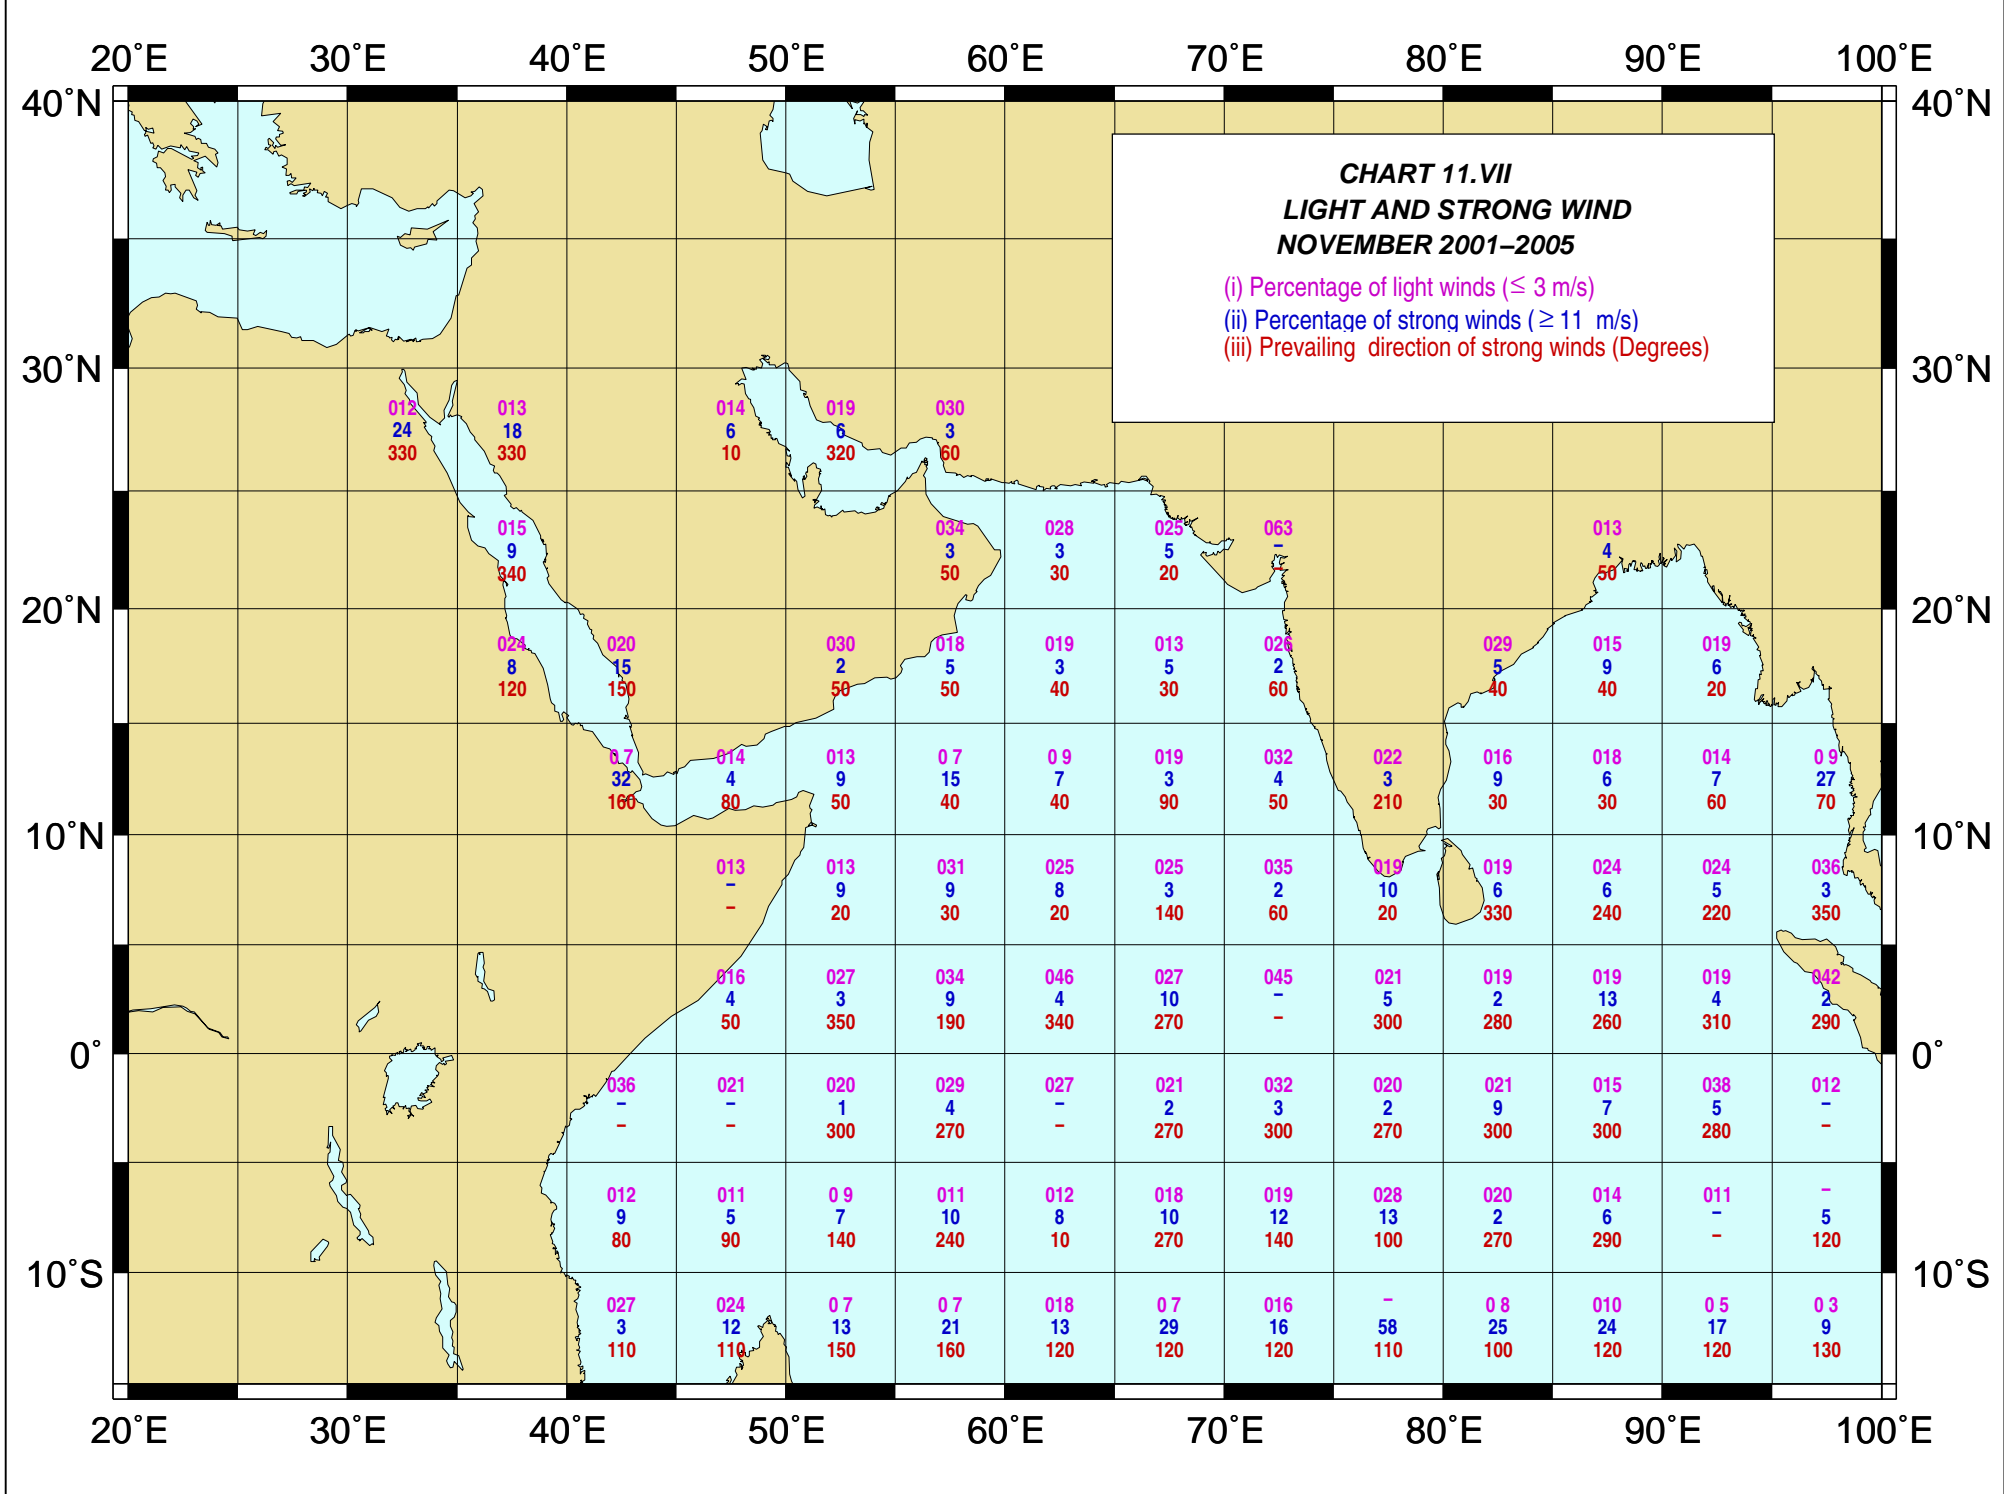 20˚E 30˚E 40˚E 50˚E 60˚E 70˚E 80˚E 90˚E 100˚E
40˚N 40˚N
CHART 11.VII
LIGHT AND STRONG WIND
NOVEMBER 2001–2005
(i) Percentage of light winds (≤ 3 m/s)
(ii) Percentage of strong winds ( ≥ 11 m/s)
(iii) Prevailing direction of strong winds (Degrees)
30˚N 30˚N
012 013 014 019 030
24 18 6 6 3
330 330 10 320 60
015 034 028 025 063 013
9 3 3 5 – 4
340 50 30 20 – 50
20˚N 20˚N
024 020 030 018 019 013 026 029 015 019
8 15 2 5 3 5 2 5 9 6
120 150 50 50 40 30 60 40 40 20
0 7 014 013 0 7 0 9 019 032 022 016 018 014 0 9
32 4 9 15 7 3 4 3 9 6 7 27
160 80 50 40 40 90 50 210 30 30 60 70
10˚N 10˚N
013 013 031 025 025 035 019 019 024 024 036
– 9 9 8 3 2 10 6 6 5 3
– 20 30 20 140 60 20 330 240 220 350
016 027 034 046 027 045 021 019 019 019 042
4 3 9 4 10 – 5 2 13 4 2
50 350 190 340 270 – 300 280 260 310 290
0˚ 0˚
036 021 020 029 027 021 032 020 021 015 038 012
– – 1 4 – 2 3 2 9 7 5 –
– – 300 270 – 270 300 270 300 300 280 –
012 011 0 9 011 012 018 019 028 020 014 011 –
9 5 7 10 8 10 12 13 2 6 – 5
80 90 140 240 10 270 140 100 270 290 – 120
10˚S 10˚S
027 024 0 7 0 7 018 0 7 016 – 0 8 010 0 5 0 3
3 12 13 21 13 29 16 58 25 24 17 9
110 110 150 160 120 120 120 110 100 120 120 130
20˚E 30˚E 40˚E 50˚E 60˚E 70˚E 80˚E 90˚E 100˚E